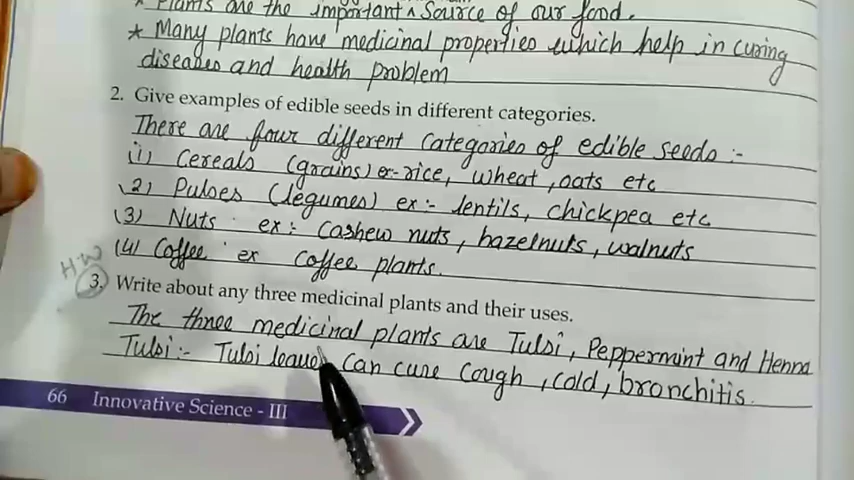 * Plants are the important ^ Source of our food.
* Many plants have medicinal properties which help in curing
diseases and health problem
2. Give examples of edible seeds in different categories.
There are four different categories of edible seeds :-
(1) Cereals (grains) ex-rice, wheat, oats etc
(2) Pulses (legumes) ex:- lentils, chickpea etc
(3) Nuts ex:- Cashew nuts, hazelnuts, walnuts
(4) Coffee ex coffee plants.
HW
3. Write about any three medicinal plants and their uses.
The three medicinal plants are Tulsi, Peppermint and Henna
Tulsi:- Tulsi leaves can cure cough, cold, bronchitis.
66 Innovative Science - III